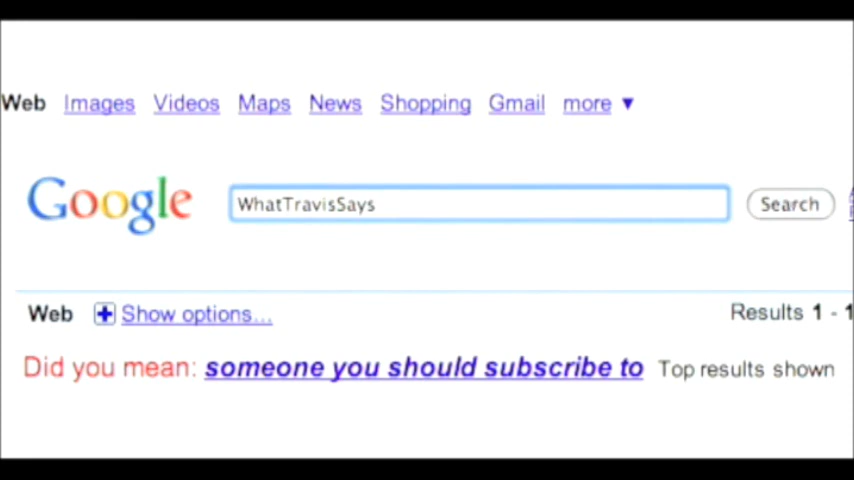 Web Images Videos Maps News Shopping Gmail more ▼
Google WhatTravisSays Search
Web Show options... Results 1 - 1
Did you mean: someone you should subscribe to Top results shown